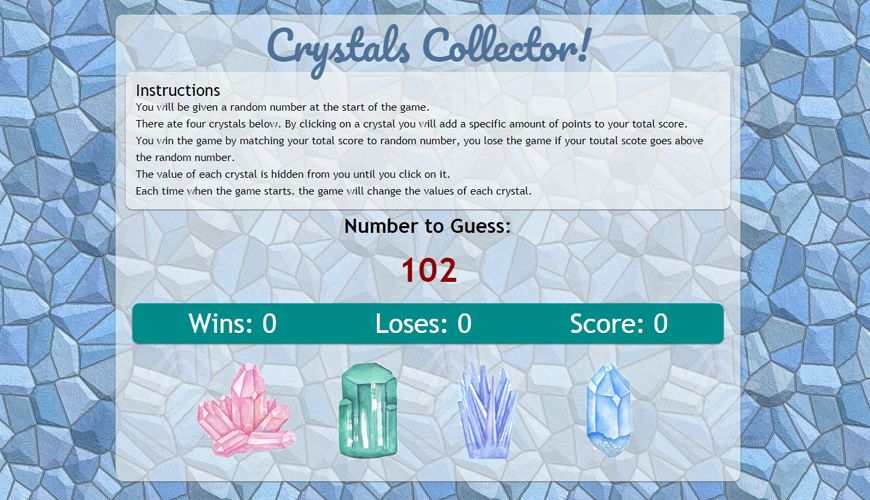 Crystals Collector!
Instructions
You will be given a random number at the start of the game.
There ate four crystals below. By clicking on a crystal you will add a specific amount of points to your total score.
You win the game by matching your total score to random number, you lose the game if your toutal scote goes above
the random number.
The value of each crystal is hidden from you until you click on it.
Each time when the game starts. the game will change the values of each crystal.
Number to Guess:
102
Wins: 0 Loses: 0 Score: 0